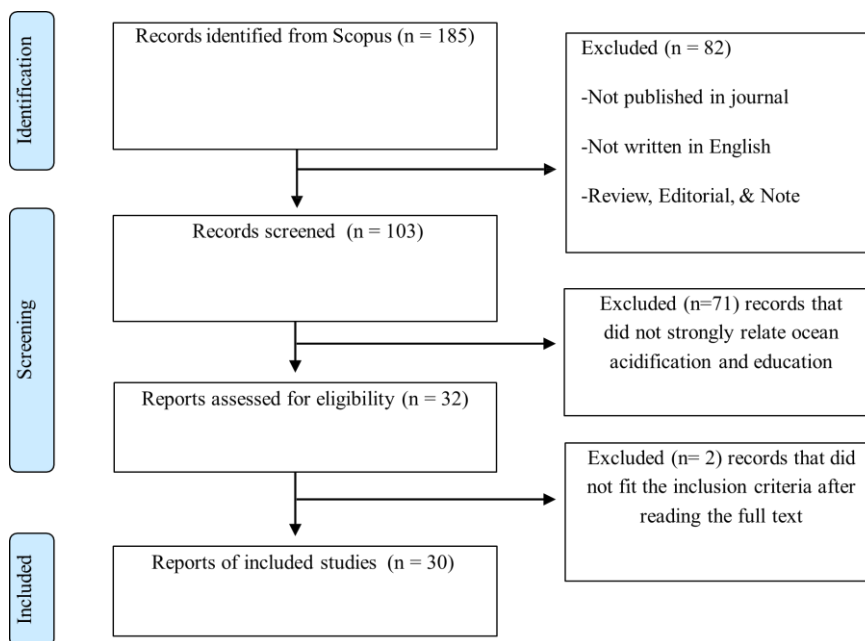 Identification
Records identified from Scopus (n = 185)
Excluded (n = 82)
-Not published in journal
-Not written in English
-Review, Editorial, & Note
Screening
Records screened (n = 103)
Excluded (n=71) records that
did not strongly relate ocean
acidification and education
Reports assessed for eligibility (n = 32)
Excluded (n= 2) records that did
not fit the inclusion criteria after
reading the full text
Included
Reports of included studies (n = 30)